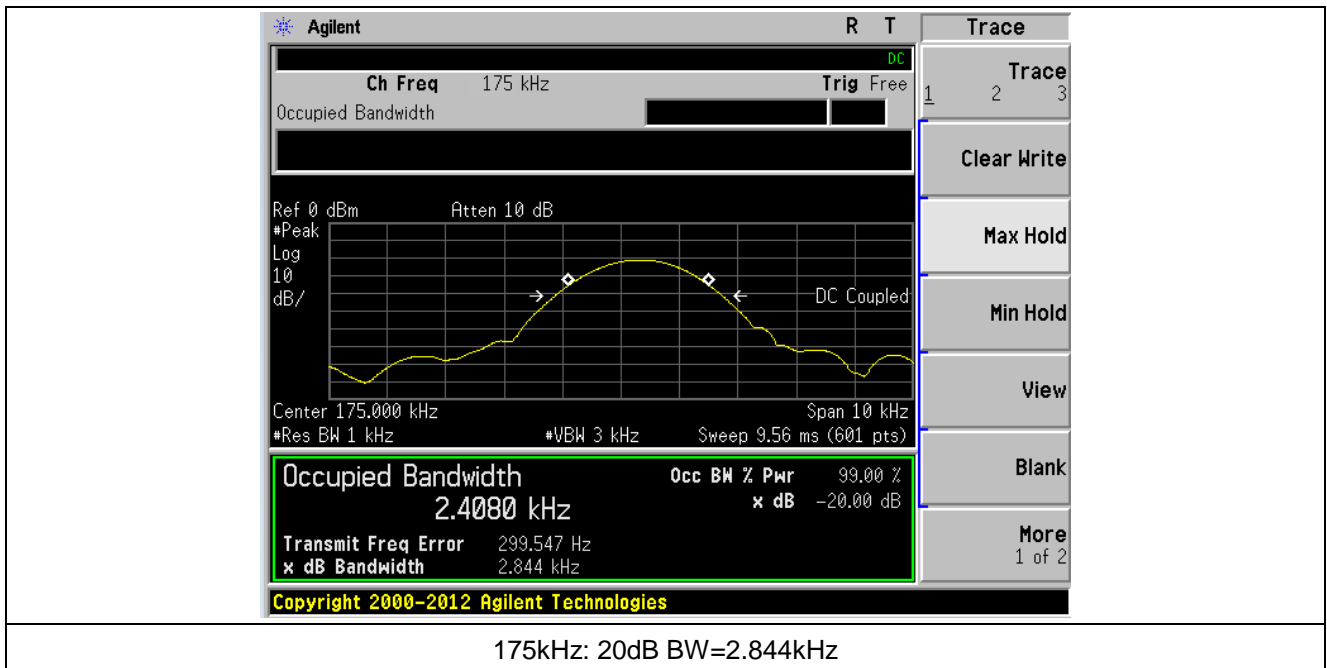 Agilent R T Trace
DC
Ch Freq 175 kHz Trig Free
Occupied Bandwidth
Trace
1 2 3
Clear Write
Max Hold
Min Hold
View
Blank
More
1 of 2
Ref 0 dBm Atten 10 dB
#Peak
Log
10
dB/
DC Coupled
Center 175.000 kHz Span 10 kHz
#Res BW 1 kHz #VBW 3 kHz Sweep 9.56 ms (601 pts)
Occupied Bandwidth Occ BW % Pwr 99.00 %
2.4080 kHz x dB -20.00 dB
Transmit Freq Error 299.547 Hz
x dB Bandwidth 2.844 kHz
Copyright 2000-2012 Agilent Technologies
175kHz: 20dB BW=2.844kHz